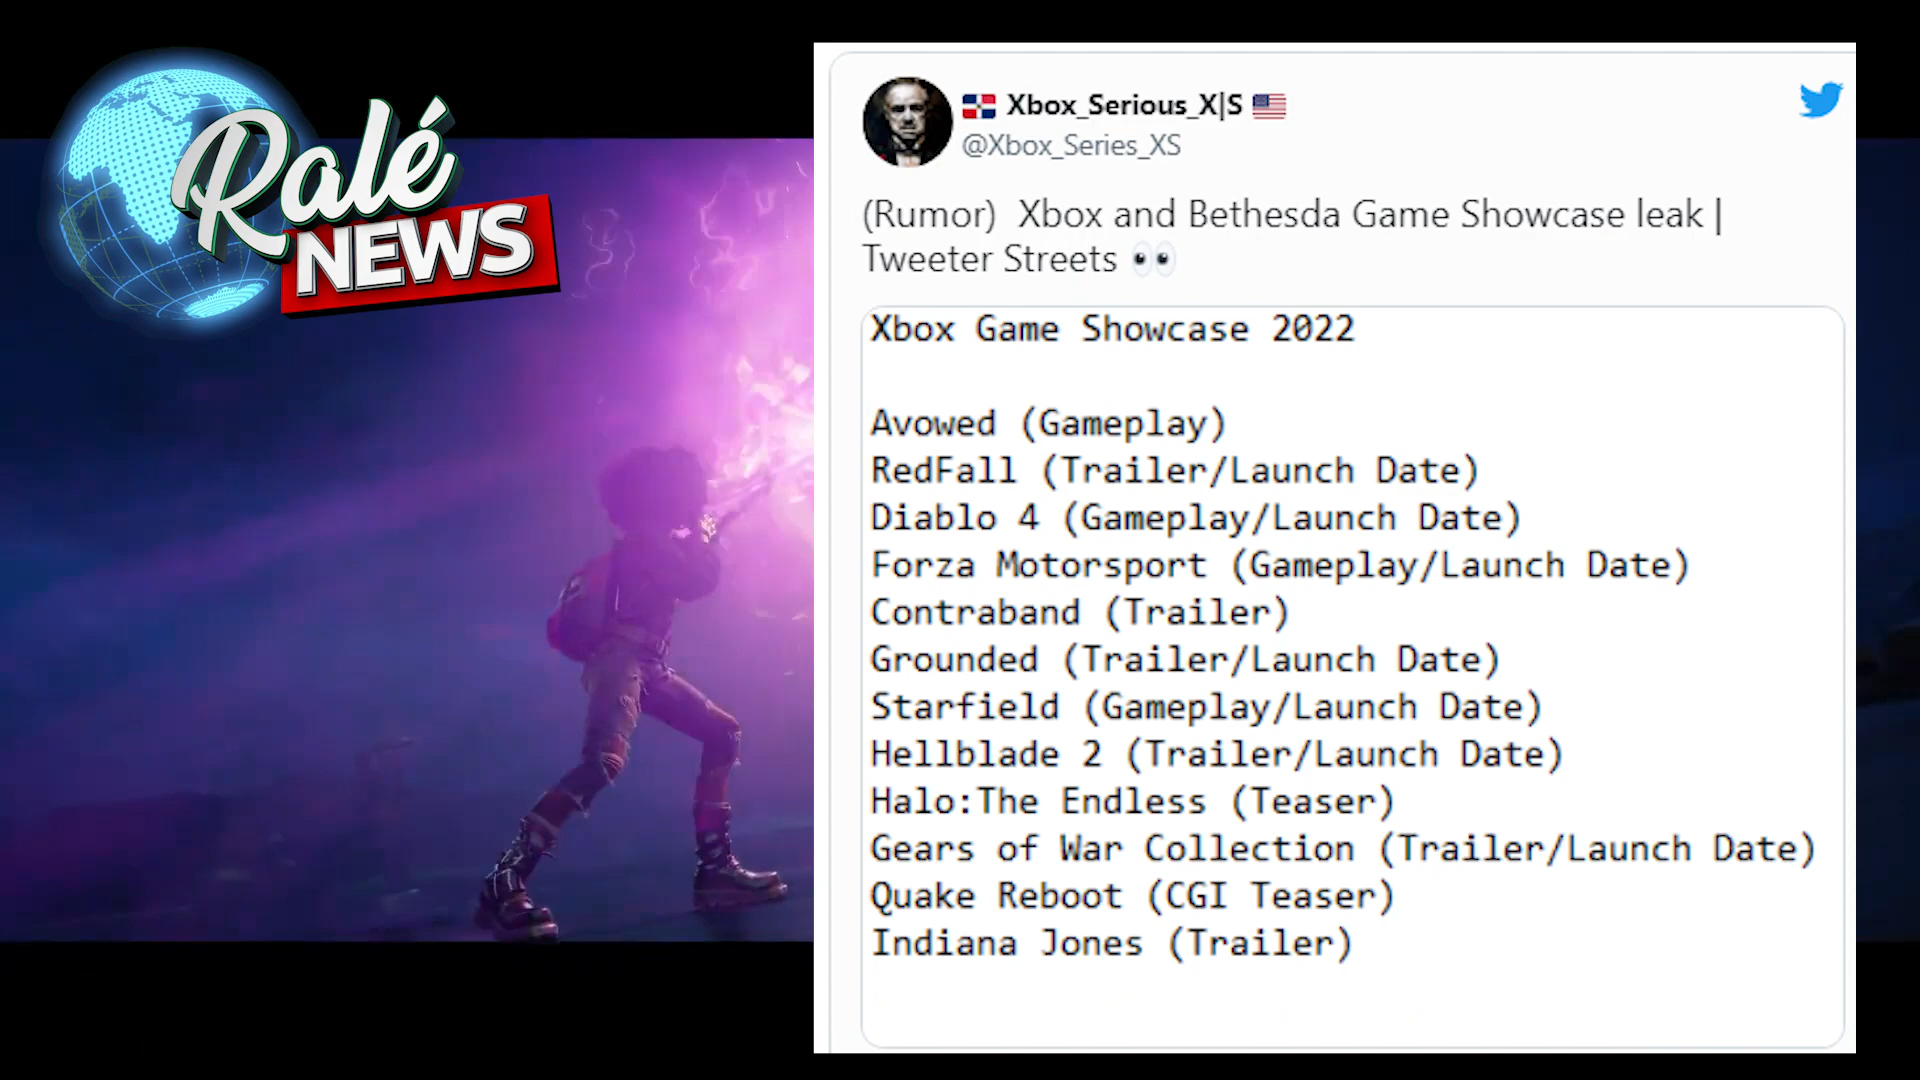 Ralé
NEWS
Xbox_Serious_X|S
@Xbox_Series_XS
(Rumor) Xbox and Bethesda Game Showcase leak |
Tweeter Streets 👀
Xbox Game Showcase 2022
Avowed (Gameplay)
RedFall (Trailer/Launch Date)
Diablo 4 (Gameplay/Launch Date)
Forza Motorsport (Gameplay/Launch Date)
Contraband (Trailer)
Grounded (Trailer/Launch Date)
Starfield (Gameplay/Launch Date)
Hellblade 2 (Trailer/Launch Date)
Halo:The Endless (Teaser)
Gears of War Collection (Trailer/Launch Date)
Quake Reboot (CGI Teaser)
Indiana Jones (Trailer)